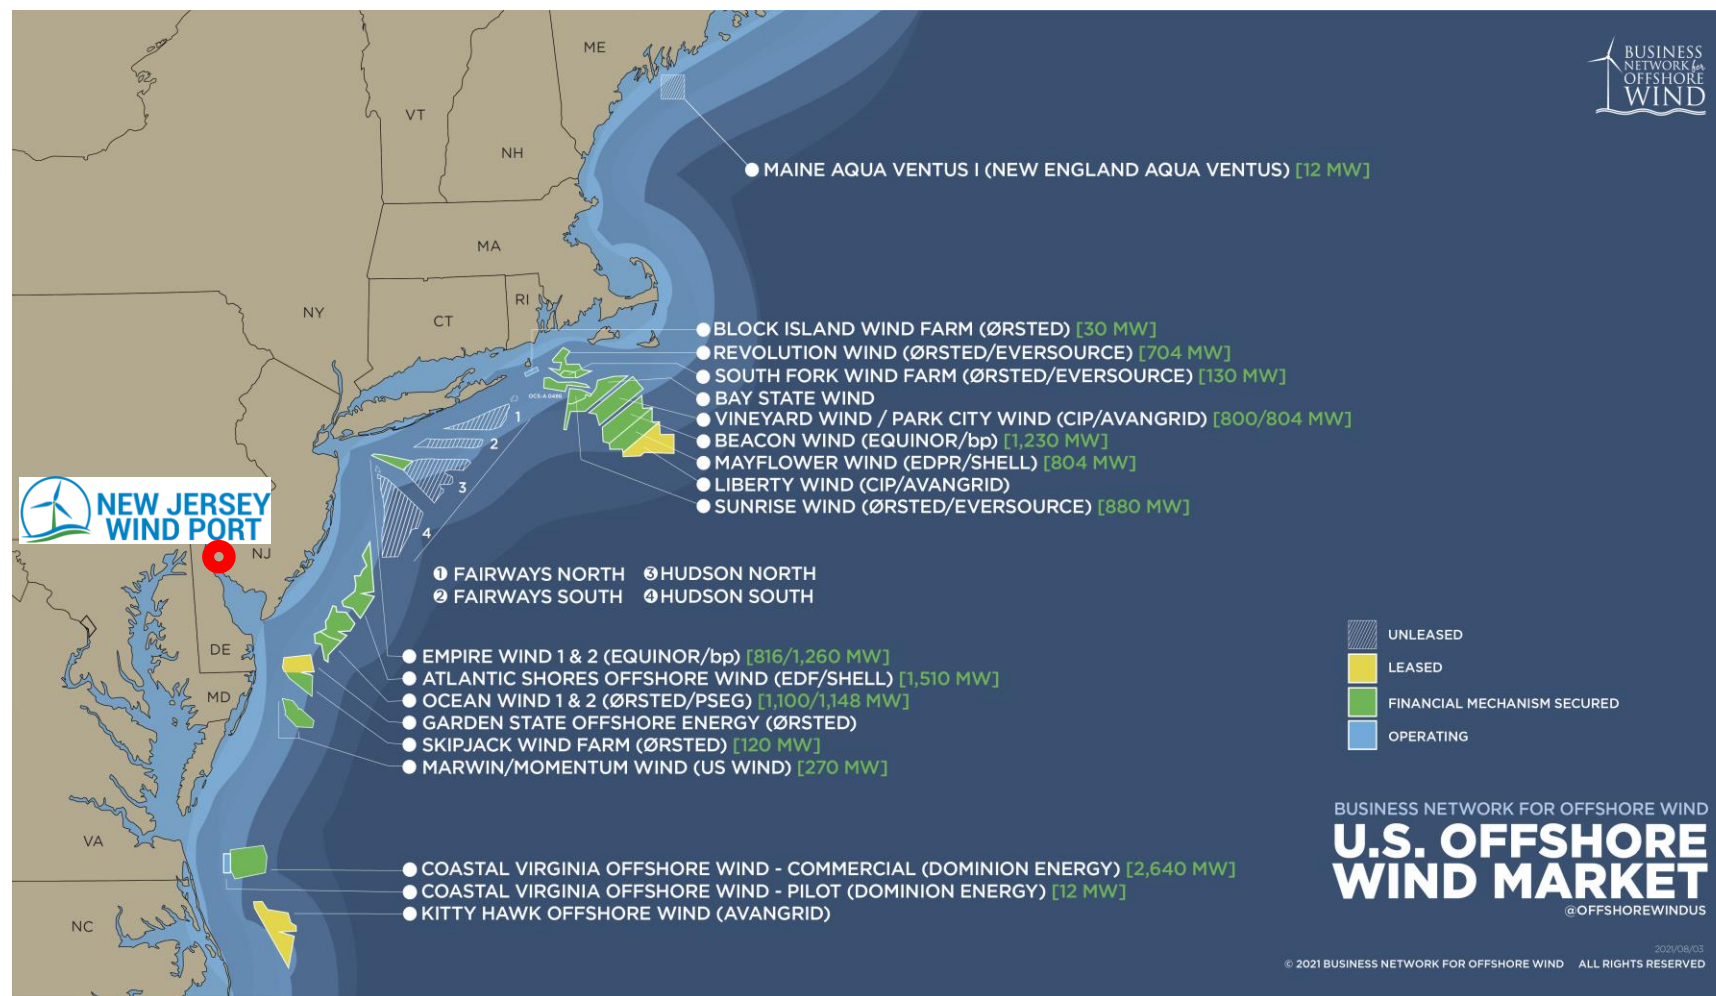 ME
BUSINESS
NETWORK for
OFFSHORE
WIND
VT
NH
MAINE AQUA VENTUS I (NEW ENGLAND AQUA VENTUS) [12 MW]
MA
RI
NY
CT
BLOCK ISLAND WIND FARM (ØRSTED) [30 MW]
REVOLUTION WIND (ØRSTED/EVERSOURCE) [704 MW]
SOUTH FORK WIND FARM (ØRSTED/EVERSOURCE) [130 MW]
BAY STATE WIND
VINEYARD WIND / PARK CITY WIND (CIP/AVANGRID) [800/804 MW]
BEACON WIND (EQUINOR/bp) [1,230 MW]
MAYFLOWER WIND (EDPR/SHELL) [804 MW]
LIBERTY WIND (CIP/AVANGRID)
SUNRISE WIND (ØRSTED/EVERSOURCE) [880 MW]
OCS-A 0486
1
2
3
4
NEW JERSEY
WIND PORT
NJ
❶ FAIRWAYS NORTH ❸ HUDSON NORTH
❷ FAIRWAYS SOUTH ❹ HUDSON SOUTH
DE
MD
EMPIRE WIND 1 & 2 (EQUINOR/bp) [816/1,260 MW]
ATLANTIC SHORES OFFSHORE WIND (EDF/SHELL) [1,510 MW]
OCEAN WIND 1 & 2 (ØRSTED/PSEG) [1,100/1,148 MW]
GARDEN STATE OFFSHORE ENERGY (ØRSTED)
SKIPJACK WIND FARM (ØRSTED) [120 MW]
MARWIN/MOMENTUM WIND (US WIND) [270 MW]
UNLEASED
LEASED
FINANCIAL MECHANISM SECURED
OPERATING
VA
COASTAL VIRGINIA OFFSHORE WIND - COMMERCIAL (DOMINION ENERGY) [2,640 MW]
COASTAL VIRGINIA OFFSHORE WIND - PILOT (DOMINION ENERGY) [12 MW]
KITTY HAWK OFFSHORE WIND (AVANGRID)
NC
BUSINESS NETWORK FOR OFFSHORE WIND
U.S. OFFSHORE
WIND MARKET
@OFFSHOREWINDUS
2021/08/03
© 2021 BUSINESS NETWORK FOR OFFSHORE WIND ALL RIGHTS RESERVED